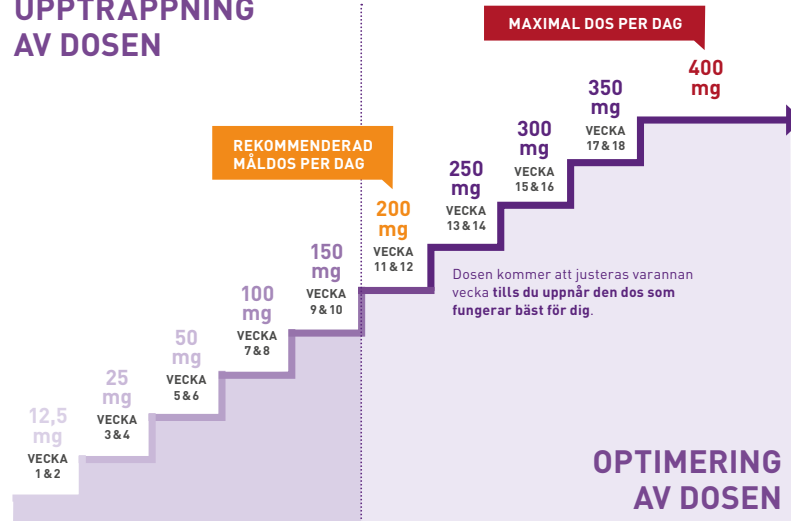 UPPTRAPPNING
AV DOSEN
MAXIMAL DOS PER DAG
400
mg
350
mg
VECKA
17 & 18
300
mg
VECKA
15 & 16
REKOMMENDERAD
MÅLDOS PER DAG
250
mg
VECKA
13 & 14
200
mg
VECKA
11 & 12
150
mg
VECKA
9 & 10
100
mg
VECKA
7 & 8
50
mg
VECKA
5 & 6
25
mg
VECKA
3 & 4
12,5
mg
VECKA
1 & 2
Dosen kommer att justeras varannan
vecka tills du uppnår den dos som
fungerar bäst för dig.
OPTIMERING
AV DOSEN